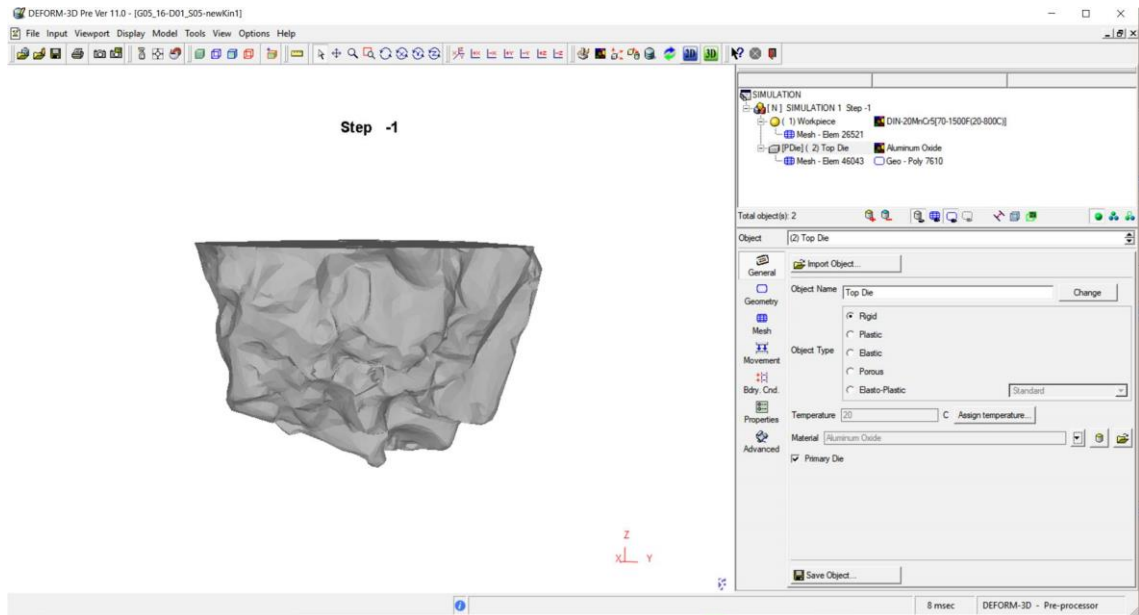 DEFORM-3D Pre Ver 11.0 - [G05_16-D01_S05-newKin1]
File Input Viewport Display Model Tools View Options Help
Step -1
SIMULATION
[N] SIMULATION 1 Step -1
( 1) Workpiece DIN-20MnCr5[70-1500F(20-800C)]
Mesh - Elem 26521
[PDie] ( 2) Top Die Aluminum Oxide
Mesh - Elem 46043 Geo - Poly 7610
Total object(s): 2
Object (2) Top Die
General
Import Object...
Geometry
Object Name Top Die Change
Mesh
Movement
Bdry. Cnd.
Properties
Advanced
Object Type
Rigid
Plastic
Elastic
Porous
Elasto-Plastic Standard
Temperature 20 C Assign temperature...
Material Aluminum Oxide
Primary Die
Z
X Y
Save Object...
8 msec DEFORM-3D - Pre-processor